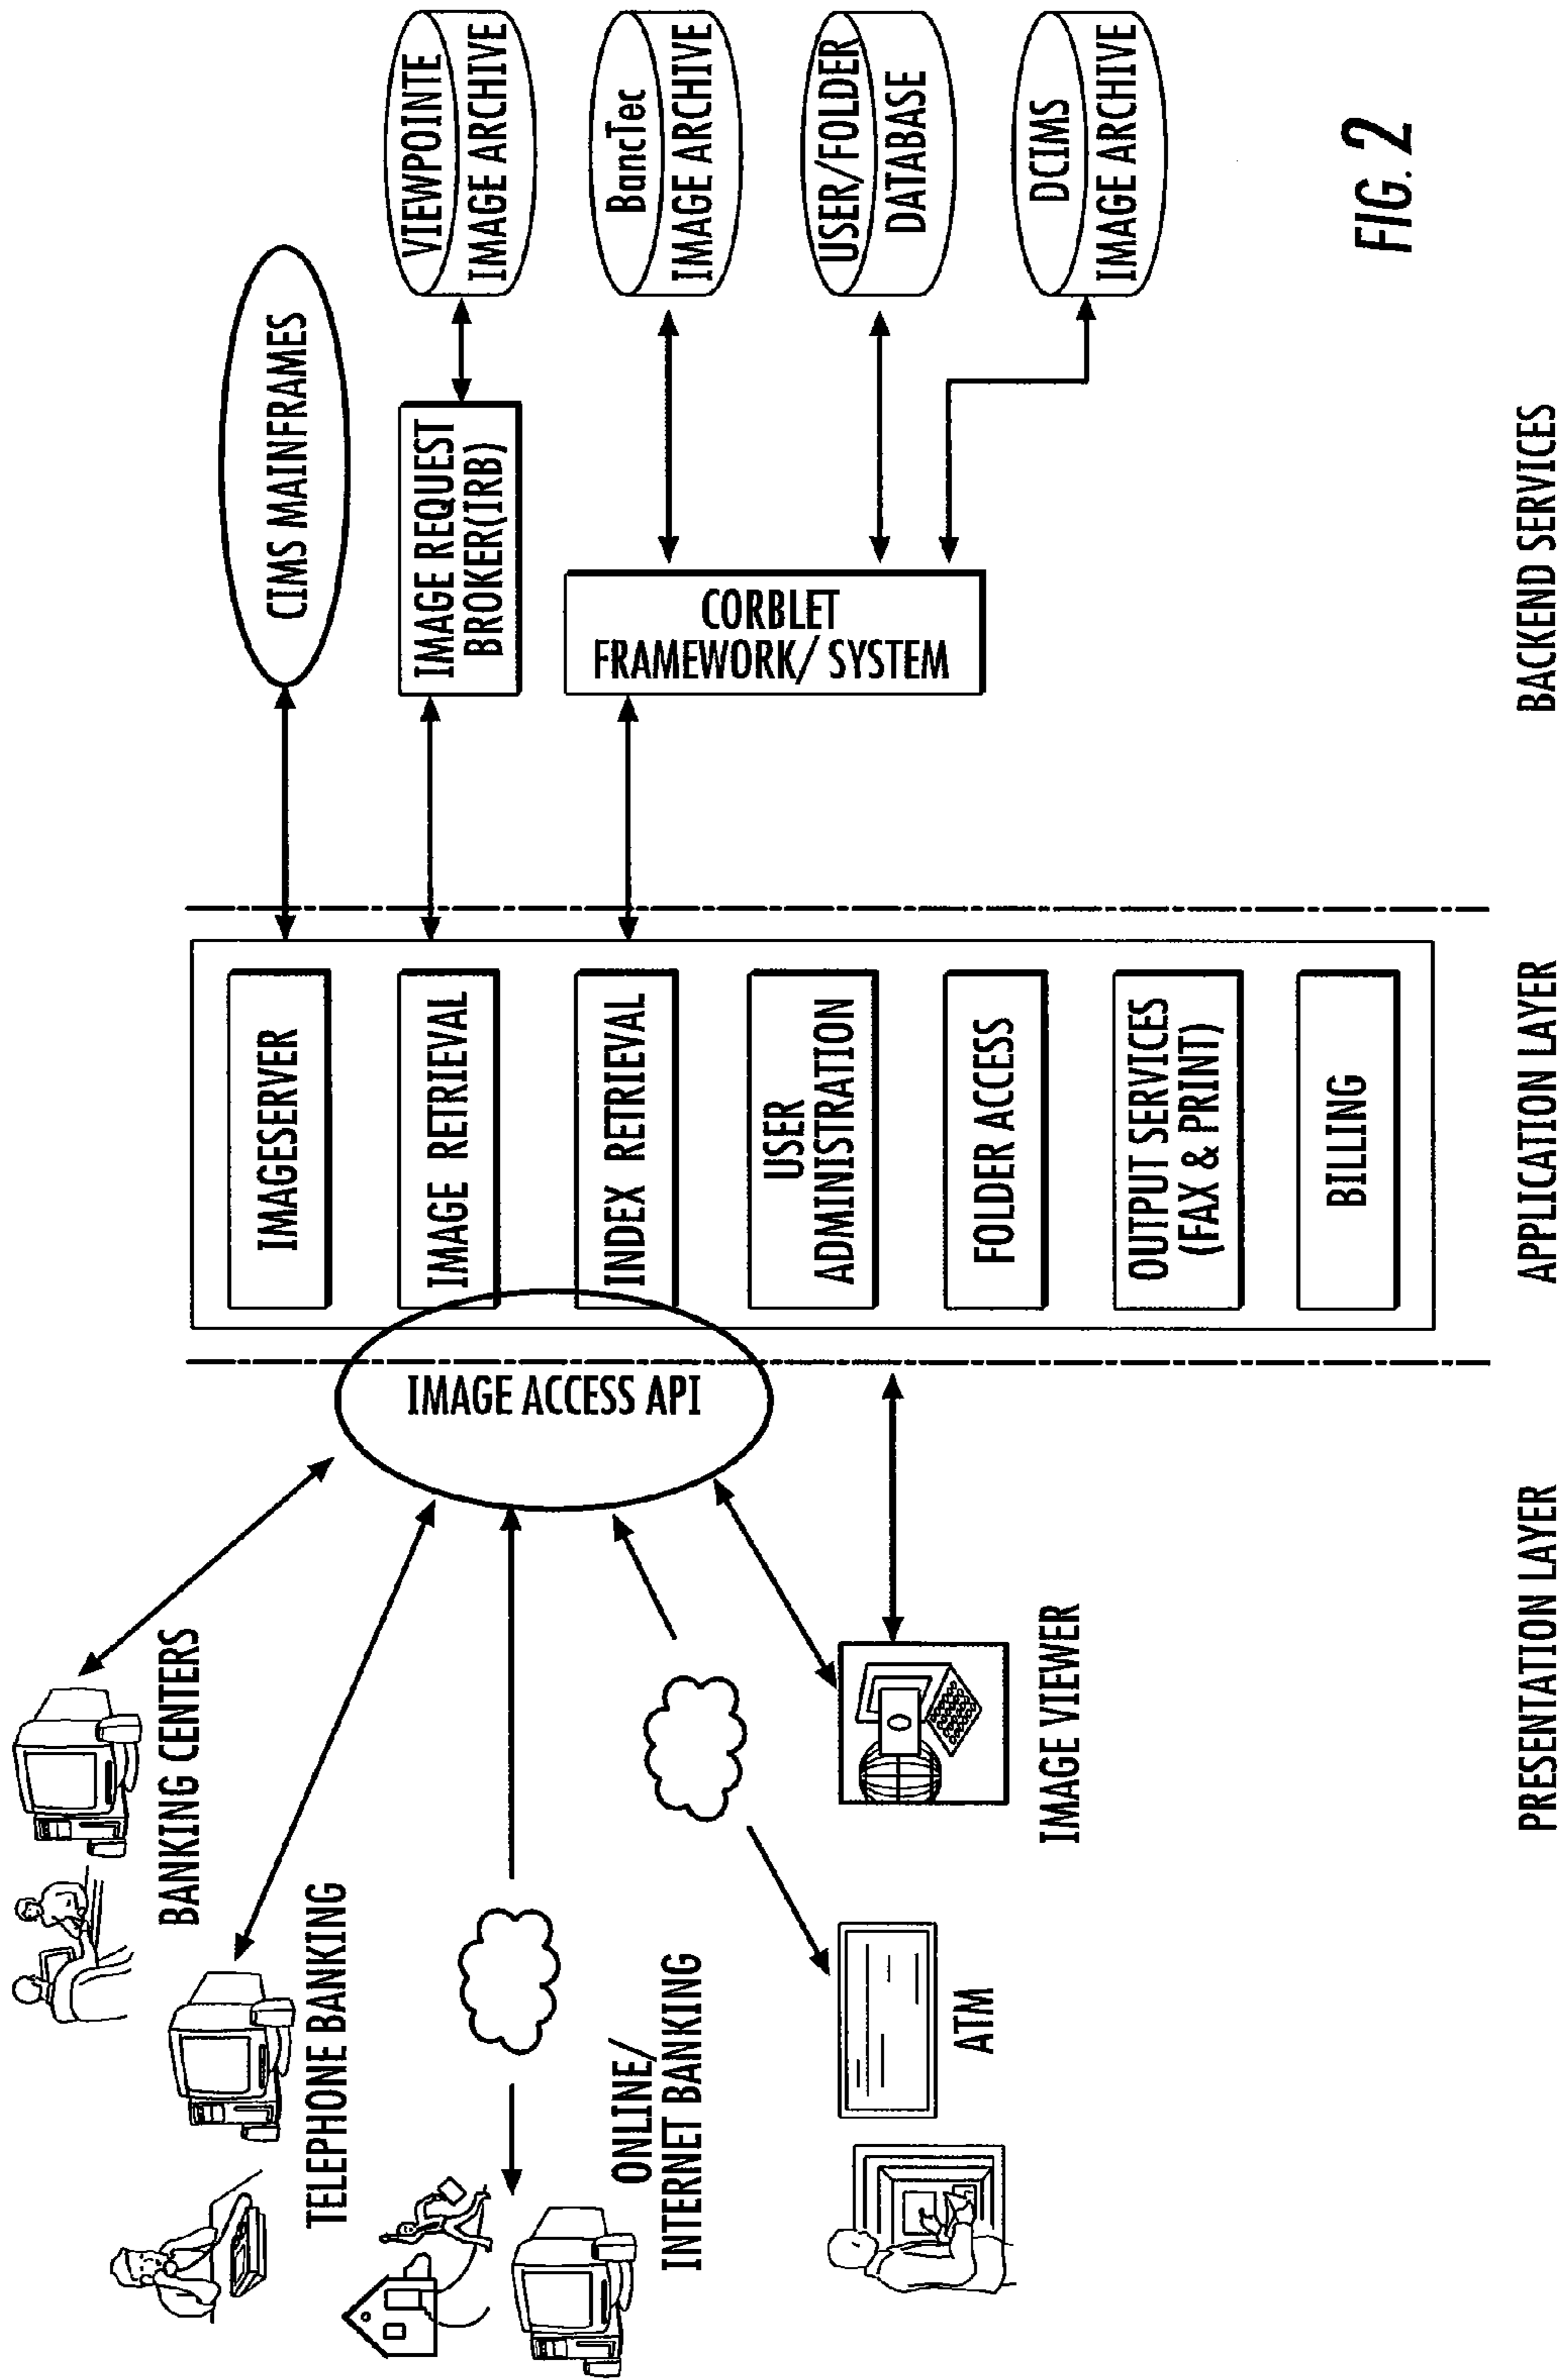 BANKING CENTERS
TELEPHONE BANKING
ONLINE/
INTERNET BANKING
ATM
IMAGE VIEWER
IMAGE ACCESS API
IMAGESERVER
IMAGE RETRIEVAL
INDEX RETRIEVAL
USER
ADMINISTRATION
FOLDER ACCESS
OUTPUT SERVICES
(FAX & PRINT)
BILLING
CIMS MAINFRAMES
IMAGE REQUEST
BROKER(IRB)
CORBLET
FRAMEWORK/ SYSTEM
VIEWPOINTE
IMAGE ARCHIVE
BancTec
IMAGE ARCHIVE
USER/FOLDER
DATABASE
DCIMS
IMAGE ARCHIVE
PRESENTATION LAYER
APPLICATION LAYER
BACKEND SERVICES
FIG. 2